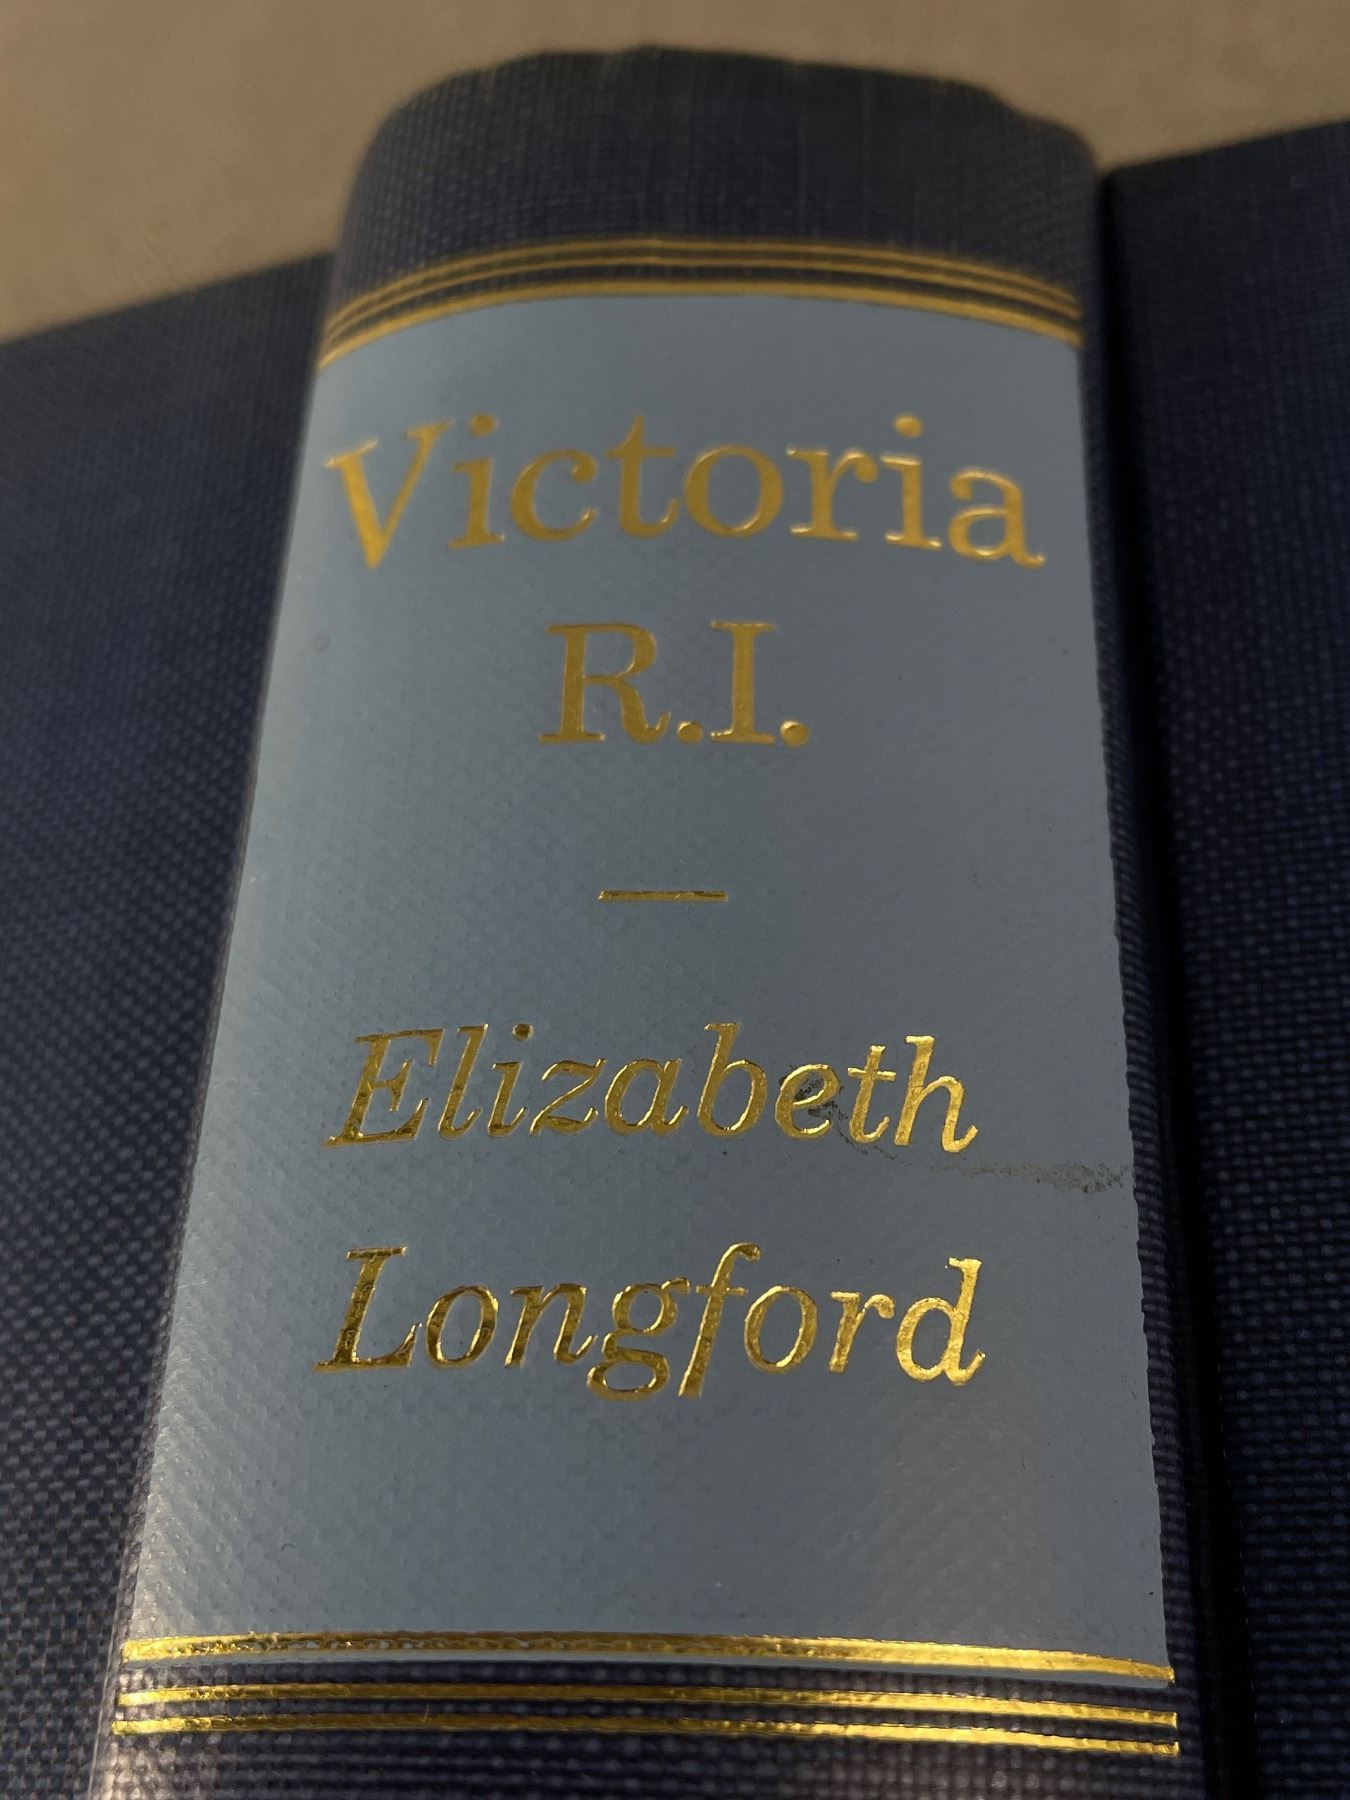 Victoria
R.I.
—
Elizabeth
Longford